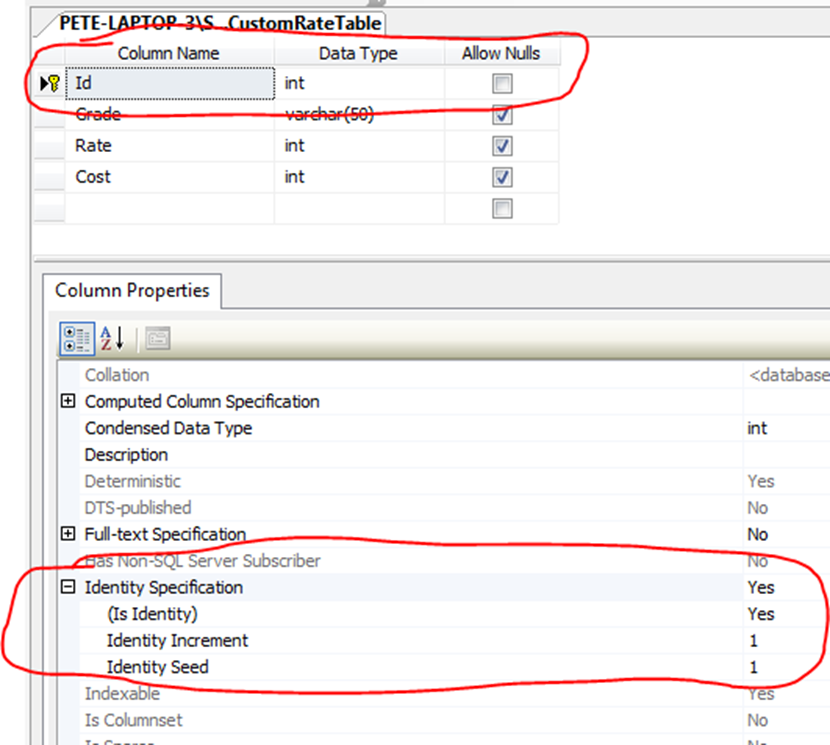 PETE-LAPTOP-3\S...CustomRateTable
Column Name Data Type Allow Nulls
Id int
Grade varchar(50)
Rate int
Cost int
Column Properties
A
Z
Collation <database
Computed Column Specification
Condensed Data Type int
Description
Deterministic Yes
DTS-published No
Full-text Specification No
Has Non-SQL Server Subscriber No
Identity Specification Yes
(Is Identity) Yes
Identity Increment 1
Identity Seed 1
Indexable Yes
Is Columnset No
Is Sparse No